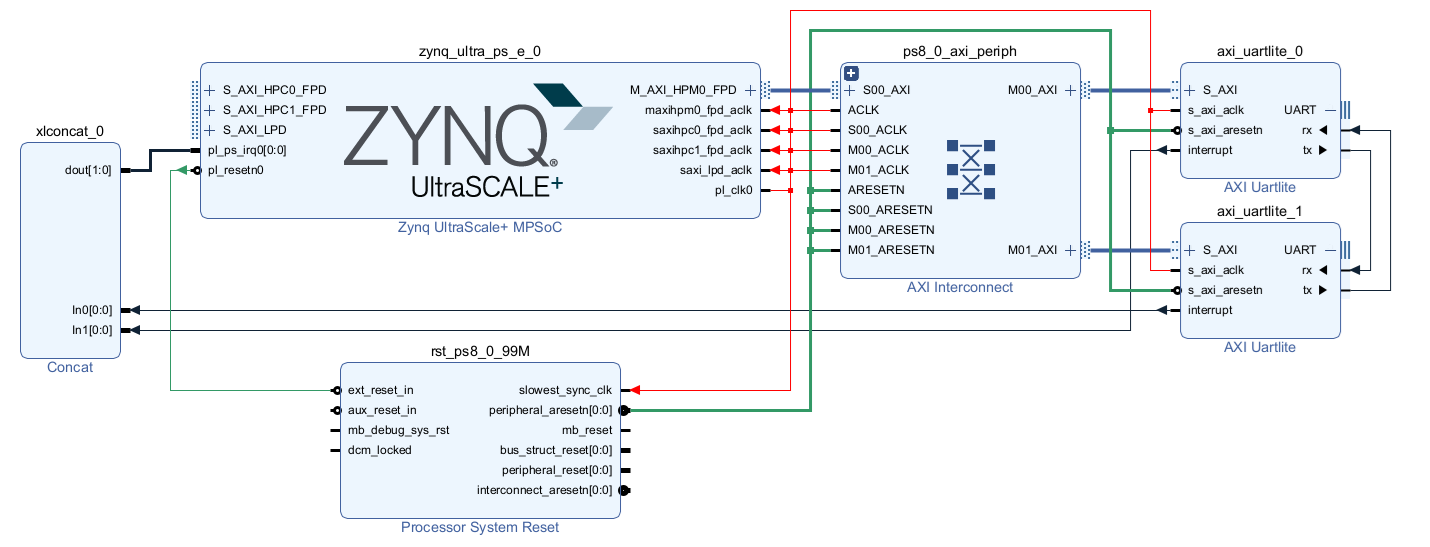 xlconcat_0
dout[1:0]
In0[0:0]
In1[0:0]
Concat
zynq_ultra_ps_e_0
S_AXI_HPC0_FPD
S_AXI_HPC1_FPD
S_AXI_LPD
pl_ps_irq0[0:0]
pl_resetn0
ZYNQ®
UltraSCALE+
M_AXI_HPM0_FPD
maxihpm0_fpd_aclk
saxihpc0_fpd_aclk
saxihpc1_fpd_aclk
saxi_lpd_aclk
pl_clk0
Zynq UltraScale+ MPSoC
rst_ps8_0_99M
ext_reset_in
aux_reset_in
mb_debug_sys_rst
dcm_locked
slowest_sync_clk
peripheral_aresetn[0:0]
mb_reset
bus_struct_reset[0:0]
peripheral_reset[0:0]
interconnect_aresetn[0:0]
Processor System Reset
ps8_0_axi_periph
S00_AXI
ACLK
S00_ACLK
M00_ACLK
M01_ACLK
ARESETN
S00_ARESETN
M00_ARESETN
M01_ARESETN
M00_AXI
M01_AXI
AXI Interconnect
axi_uartlite_0
S_AXI
s_axi_aclk
s_axi_aresetn
interrupt
UART
rx
tx
AXI Uartlite
axi_uartlite_1
S_AXI
s_axi_aclk
s_axi_aresetn
interrupt
UART
rx
tx
AXI Uartlite